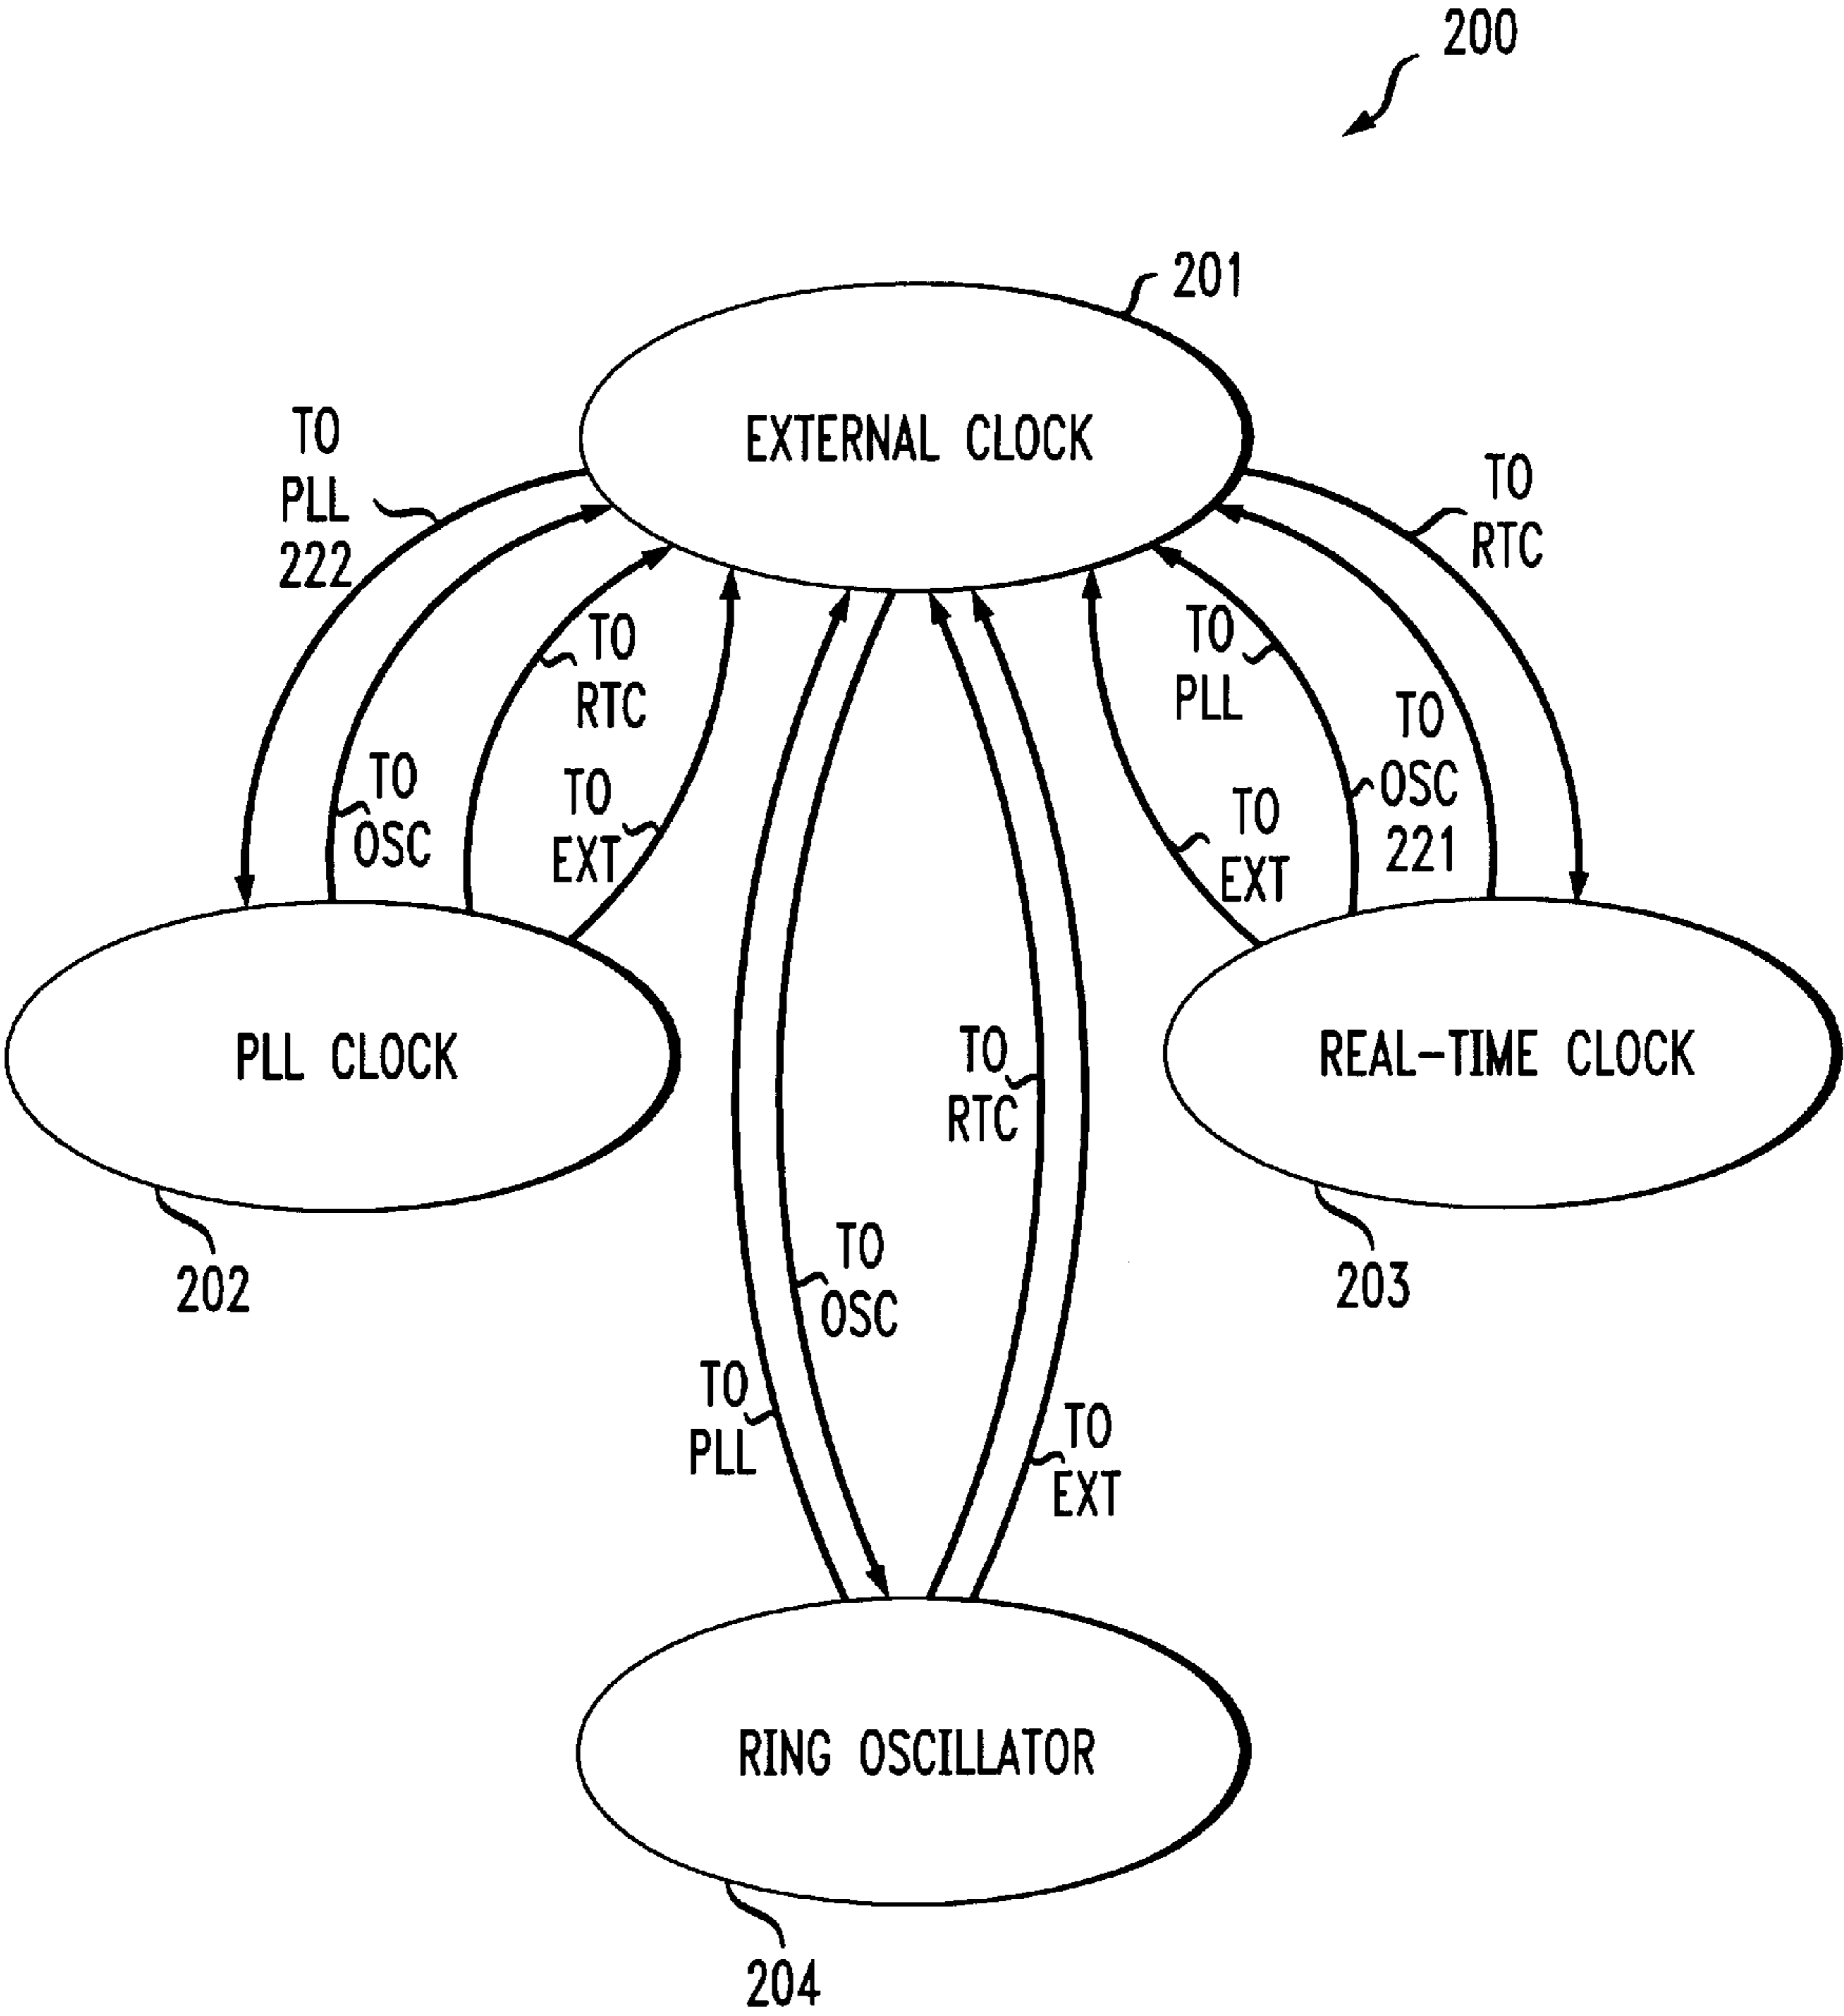 200
201
EXTERNAL CLOCK
TO
PLL
222
TO
RTC
TO
RTC
TO
PLL
TO
OSC
TO
EXT
TO
OSC
221
TO
EXT
PLL CLOCK
TO
RTC
REAL-TIME CLOCK
202
TO
OSC
203
TO
PLL
TO
EXT
RING OSCILLATOR
204